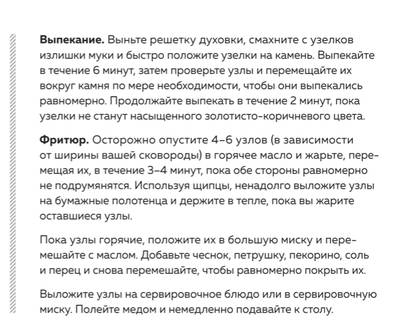 Выпекание. Выньте решетку духовки, смахните с узелков
излишки муки и быстро положите узелки на камень. Выпекайте
в течение 6 минут, затем проверьте узлы и перемещайте их
вокруг камня по мере необходимости, чтобы они выпекались
равномерно. Продолжайте выпекать в течение 2 минут, пока
узелки не станут насыщенного золотисто-коричневого цвета.
Фритюр. Осторожно опустите 4–6 узлов (в зависимости
от ширины вашей сковороды) в горячее масло и жарьте, пере-
мещая их, в течение 3–4 минут, пока обе стороны равномерно
не подрумянятся. Используя щипцы, ненадолго выложите узлы
на бумажные полотенца и держите в тепле, пока вы жарите
оставшиеся узлы.
Пока узлы горячие, положите их в большую миску и пере-
мешайте с маслом. Добавьте чеснок, петрушку, пекорино, соль
и перец и снова перемешайте, чтобы равномерно покрыть их.
Выложите узлы на сервировочное блюдо или в сервировочную
миску. Полейте медом и немедленно подавайте к столу.